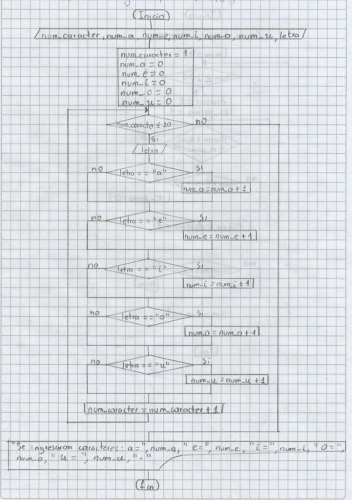 Inicio
num_caracter, num_a, num_e, num_i, num_o, num_u, letra
num_caracter = 1
num_a = 0
num_e = 0
num_i = 0
num_o = 0
num_u = 0
num_caracter ≤ 20
no
si
letra
no
letra == "a"
Si
num_a = num_a + 1
no
letra == "e"
Si
num_e = num_e + 1
no
letra == "i"
Si
num_i = num_i + 1
no
letra == "o"
Si
num_o = num_o + 1
no
letra == "u"
Si
num_u = num_u + 1
num_caracter = num_caracter + 1
"Se ingresaron caracteres: a=", num_a, "e=", num_e, "i=", num_i, "o=",
num_o, "u=", num_u, "."
fin